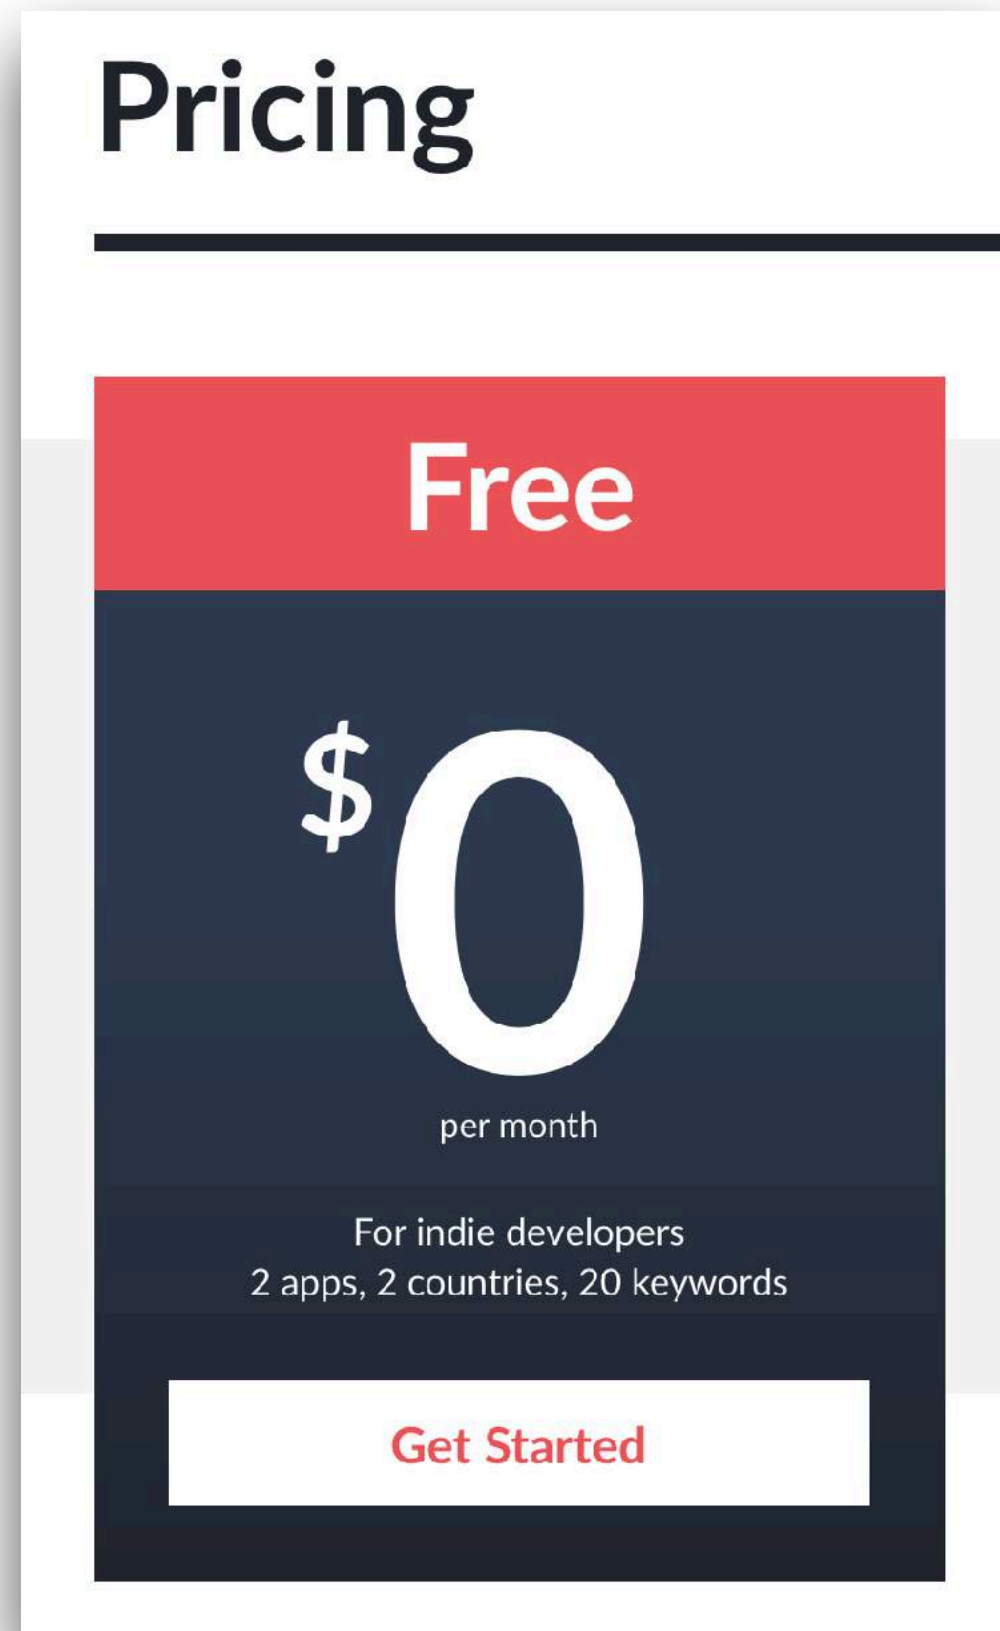 Pricing
Free
$0
per month
For indie developers
2 apps, 2 countries, 20 keywords
Get Started